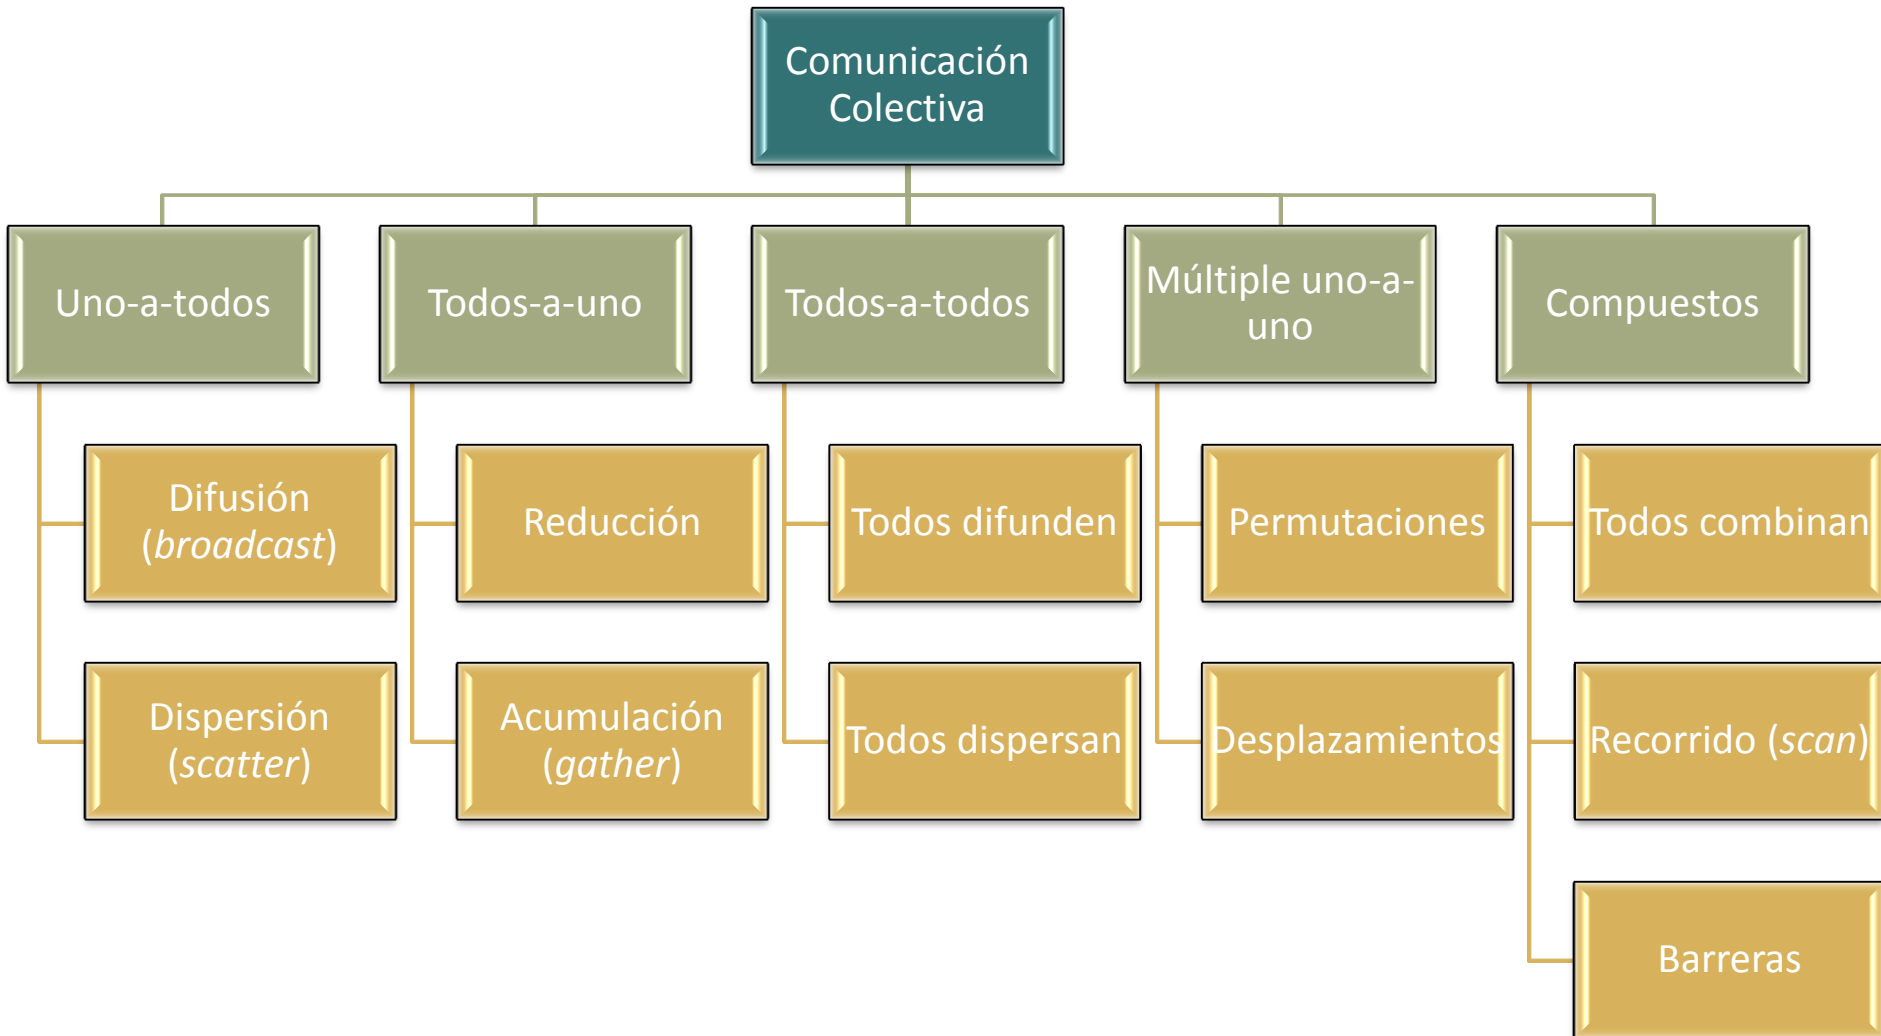 Comunicación
Colectiva
Uno-a-todos
Todos-a-uno
Todos-a-todos
Múltiple uno-a-
uno
Compuestos
Difusión
(broadcast)
Reducción
Todos difunden
Permutaciones
Todos combinan
Dispersión
(scatter)
Acumulación
(gather)
Todos dispersan
Desplazamientos
Recorrido (scan)
Barreras